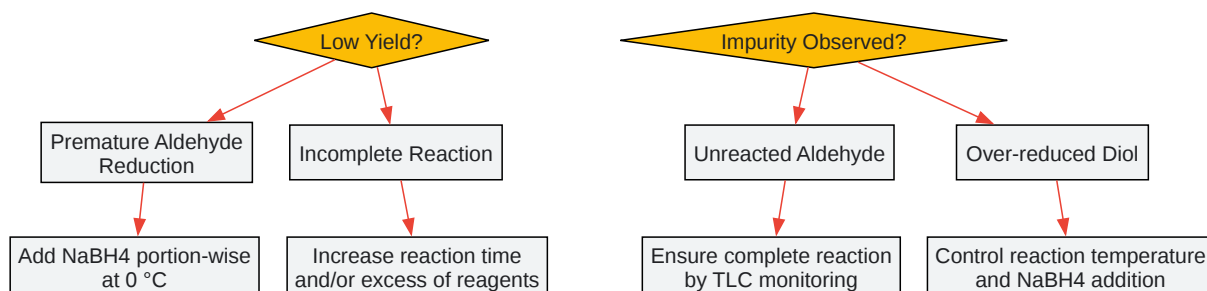 Low Yield?
Impurity Observed?
Premature Aldehyde
Reduction
Incomplete Reaction
Unreacted Aldehyde
Over-reduced Diol
Add NaBH4 portion-wise
at 0 °C
Increase reaction time
and/or excess of reagents
Ensure complete reaction
by TLC monitoring
Control reaction temperature
and NaBH4 addition